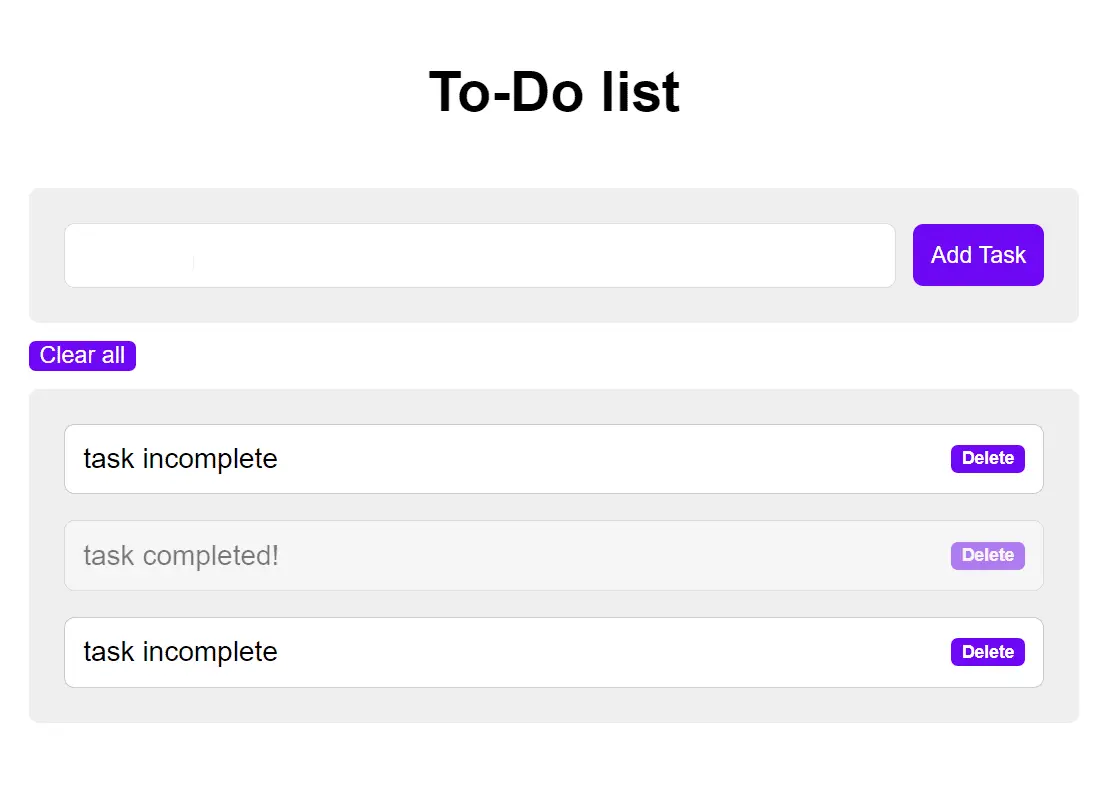 To-Do list
Add Task
Clear all
task incomplete Delete
task completed! Delete
task incomplete Delete